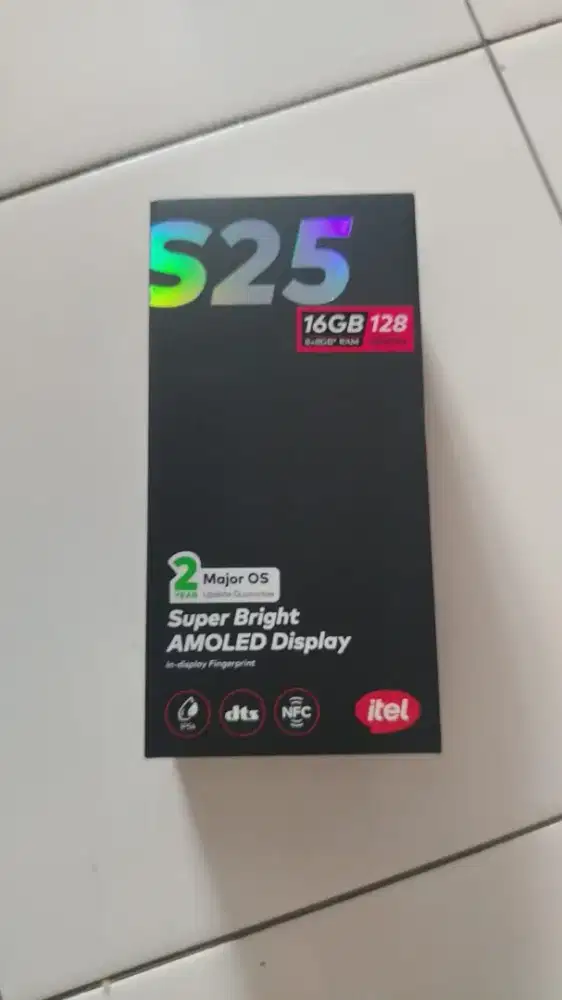 S25
16GB 128
8+8GB* RAM
2 Major OS
YEAR Update Guarantee
Super Bright
AMOLED Display
In-display Fingerprint
IP54 dts NFC itel